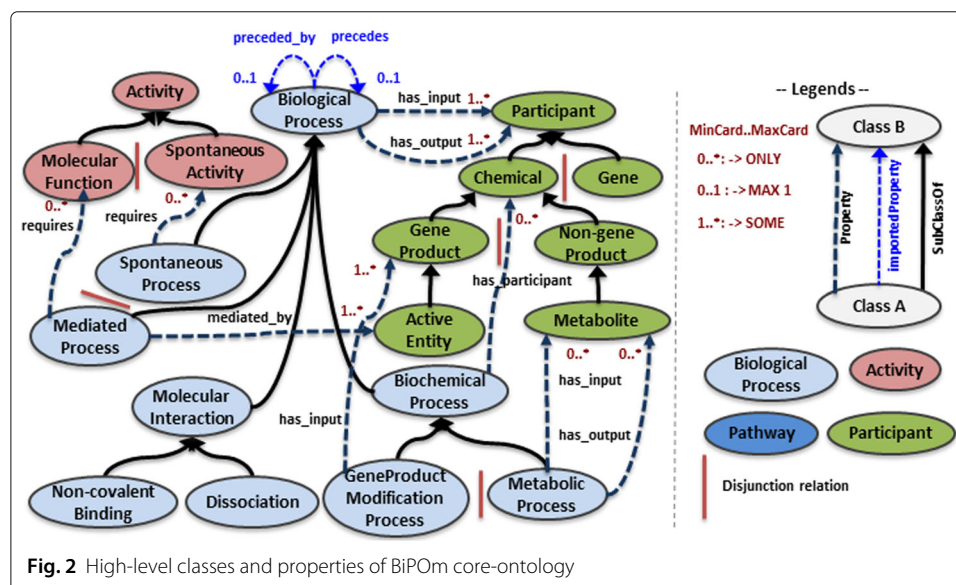 preceded_by
precedes
0..1
0..1
Activity
Biological
Process
has_input
1..*
Participant
has_output
1..*
Molecular
Function
Spontaneous
Activity
Chemical
Gene
0..*
requires
0..*
requires
0..*
Gene
Product
Non-gene
Product
Spontaneous
Process
1..*
has_participant
1..*
Mediated
Process
mediated_by
Active
Entity
Metabolite
0..*
0..*
Molecular
Interaction
Biochemical
Process
has_input
has_input
has_output
Non-covalent
Binding
Dissociation
GeneProduct
Modification
Process
Metabolic
Process
-- Legends --
MinCard..MaxCard
0..*: -> ONLY
0..1 : -> MAX 1
1..*: -> SOME
Class B
Property
importedProperty
SubClassOf
Class A
Biological
Process
Activity
Pathway
Participant
Disjunction relation
Fig. 2 High-level classes and properties of BiPOm core-ontology